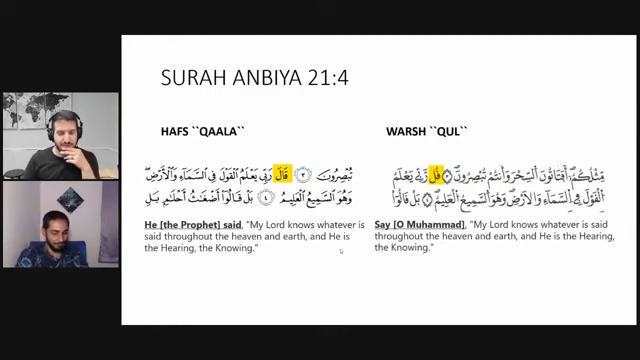 SURAH ANBIYA 21:4
HAFS ``QAALA``
تُبْصِرُونَ ٣ قَالَ رَبِّي يَعْلَمُ الْقَوْلَ فِي السَّمَاءِ وَالْأَرْضِ
وَهُوَ السَّمِيعُ الْعَلِيمُ ٤ بَلْ قَالُوا أَضْغَاثُ أَحْلَامٍ بَلِ
He [the Prophet] said, "My Lord knows whatever is
said throughout the heaven and earth, and He is
the Hearing, the Knowing."
WARSH ``QUL``
مِّثْلُكُمْ أَفَتَأْتُونَ السِّحْرَ وَأَنتُمْ تُبْصِرُونَ قُل رَّبِّي يَعْلَمُ
الْقَوْلَ فِي السَّمَاءِ وَالْأَرْضِ وَهُوَ السَّمِيعُ الْعَلِيمُ بَلْ قَالُوا
Say [O Muhammad], "My Lord knows whatever is said
throughout the heaven and earth, and He is the Hearing,
the Knowing."